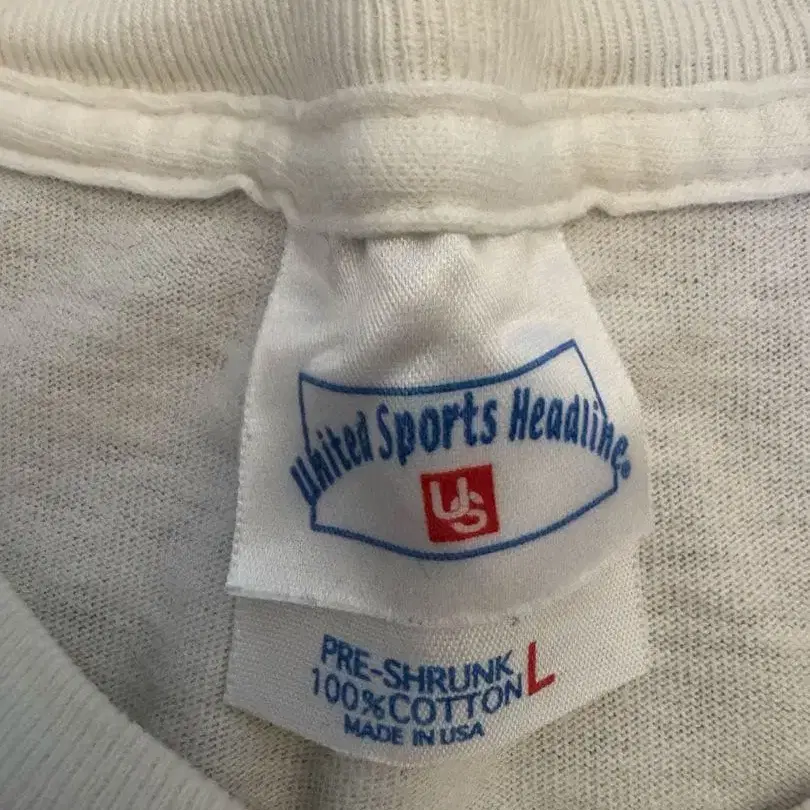 United Sports Headline®
US
PRE-SHRUNK L
100% COTTON
MADE IN USA